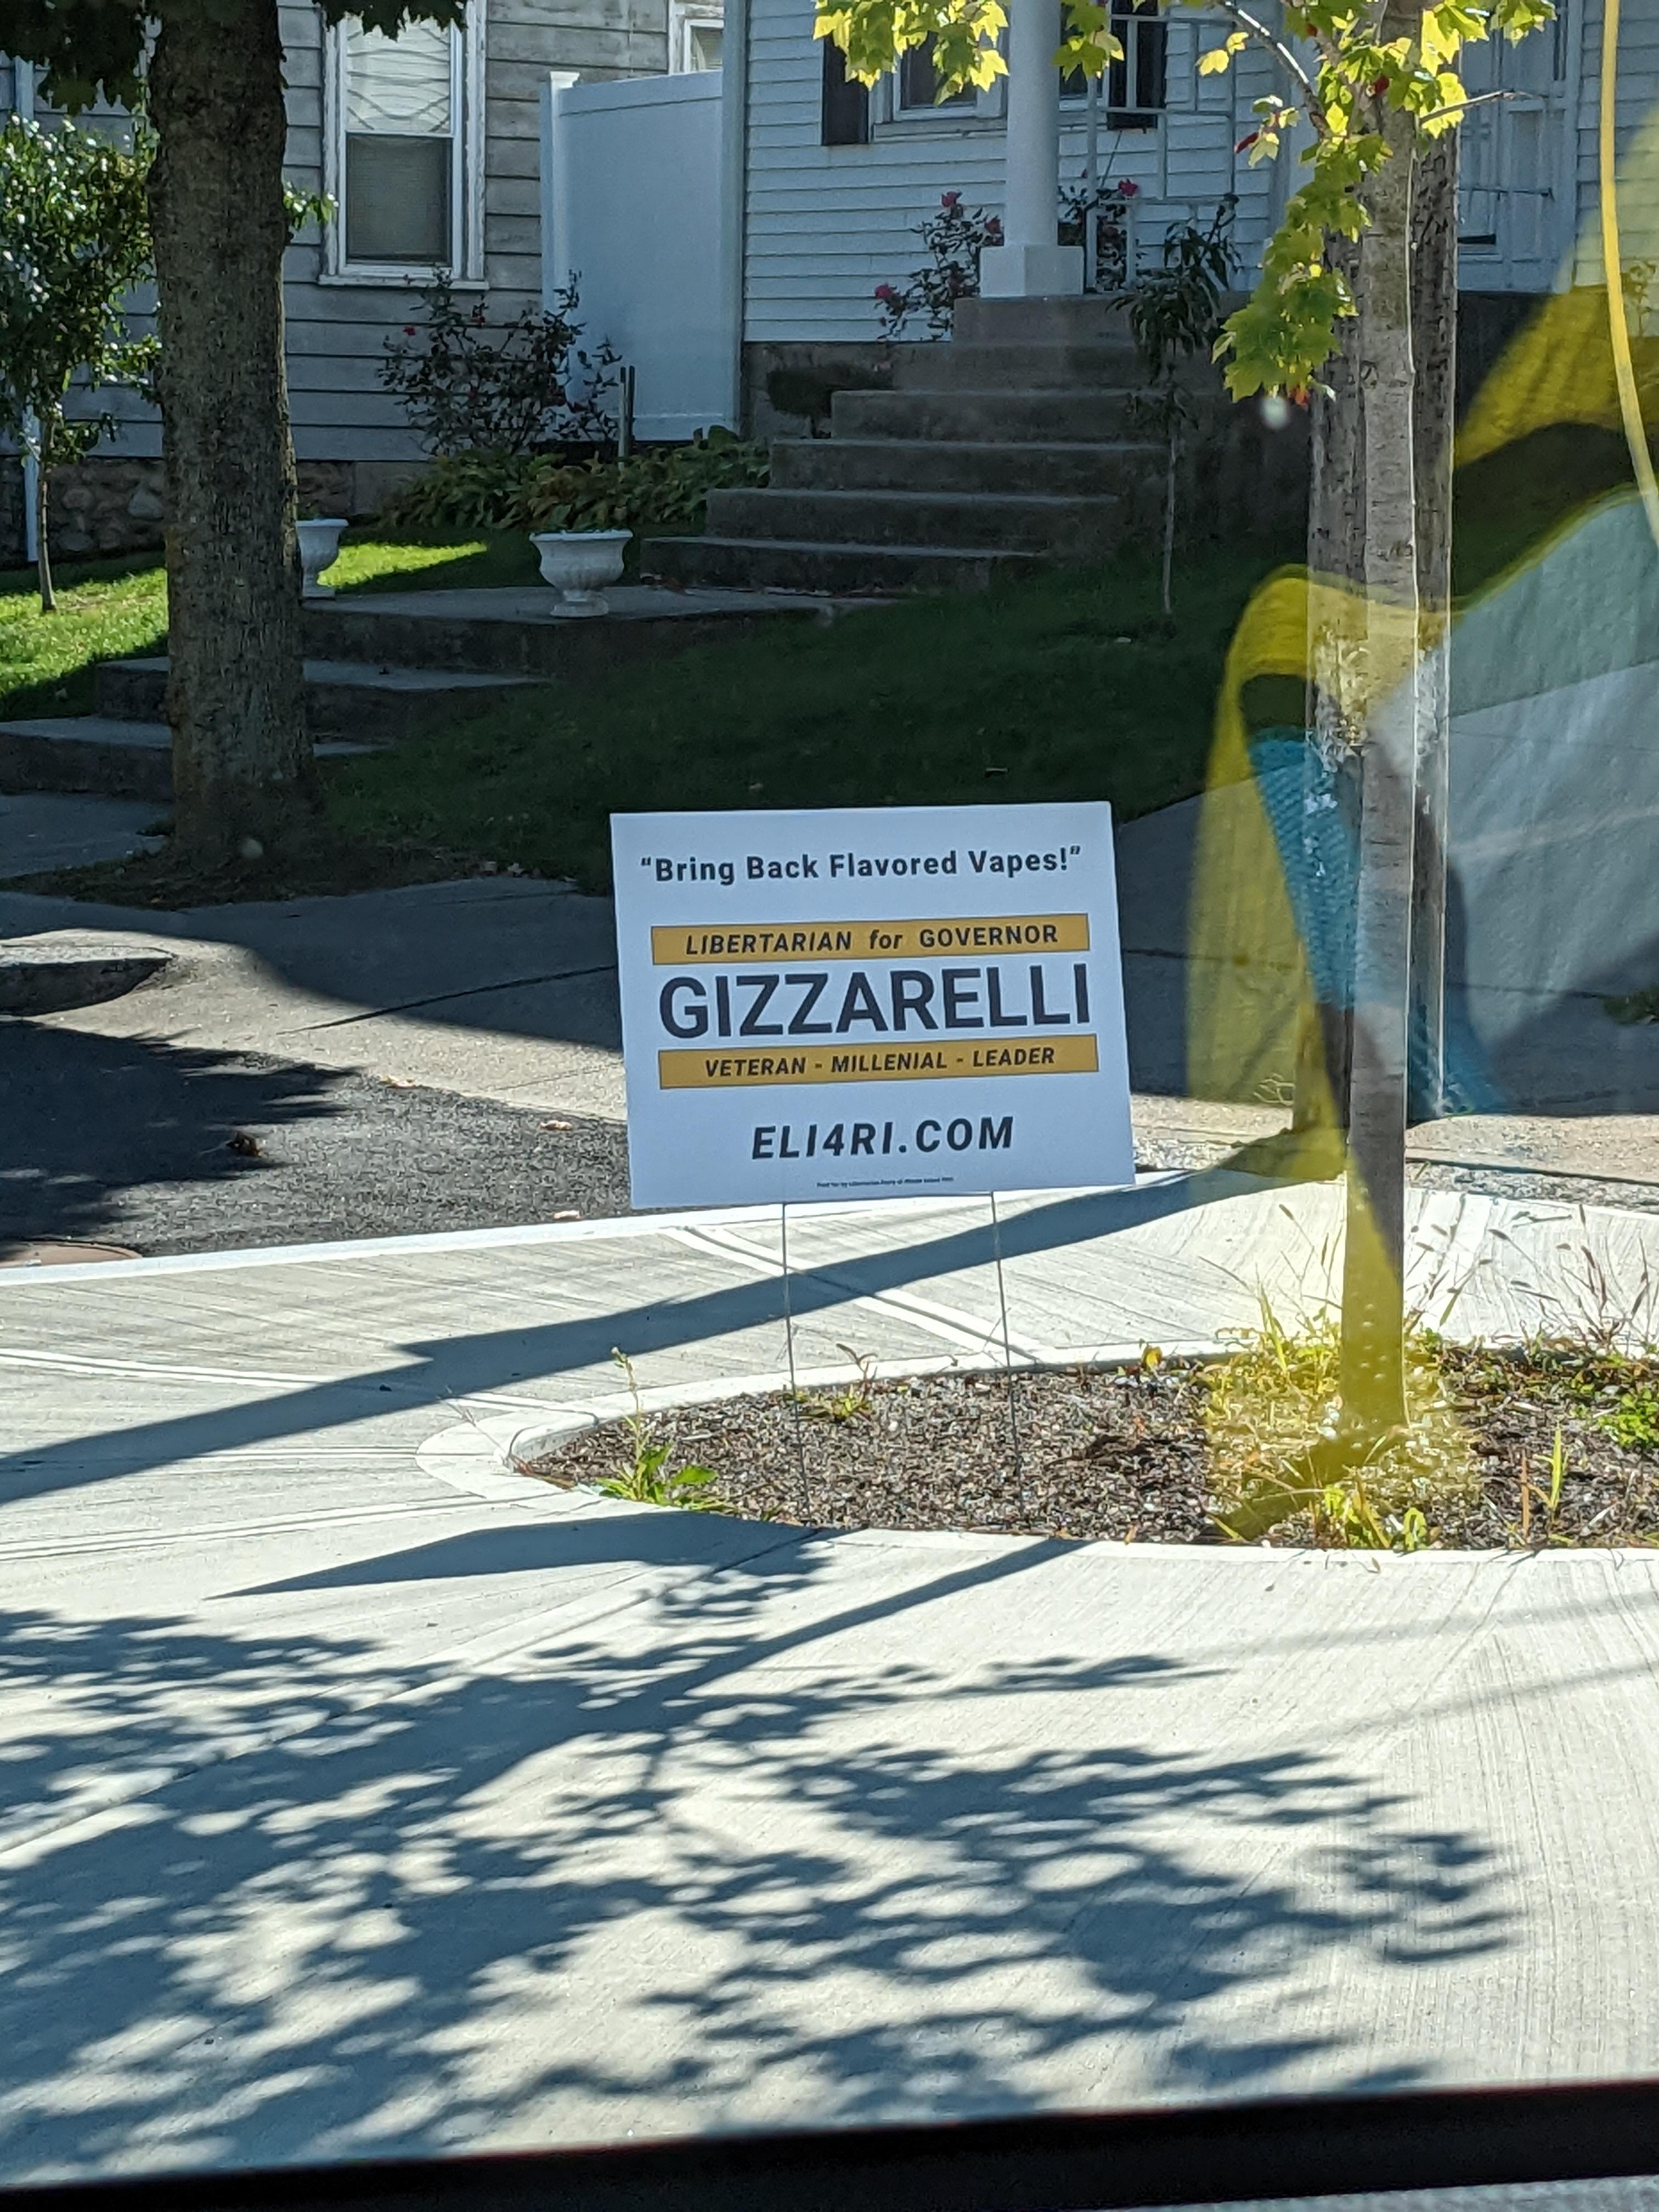 “Bring Back Flavored Vapes!”
LIBERTARIAN for GOVERNOR
GIZZARELLI
VETERAN - MILLENIAL - LEADER
ELI4RI.COM